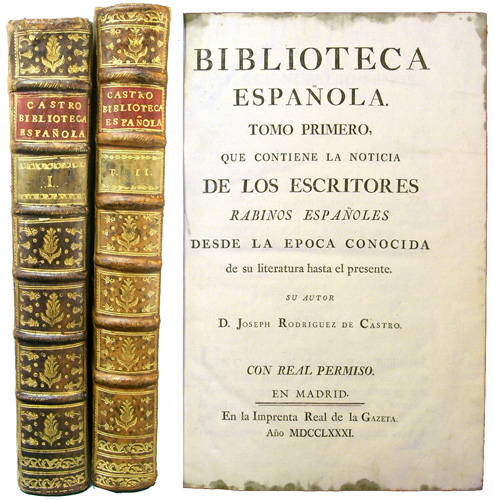 CASTRO
BIBLIOTECA
ESPAÑOLA
.I.
CASTRO
BIBLIOTECA
ESPAÑOLA
T. II.
BIBLIOTECA
ESPAÑOLA.
TOMO PRIMERO,
QUE CONTIENE LA NOTICIA
DE LOS ESCRITORES
RABINOS ESPAÑOLES
DESDE LA EPOCA CONOCIDA
de su literatura hasta el presente.
SU AUTOR
D. JOSEPH RODRIGUEZ DE CASTRO.
CON REAL PERMISO.
EN MADRID.
En la Imprenta Real de la GAZETA.
Año MDCCLXXXI.